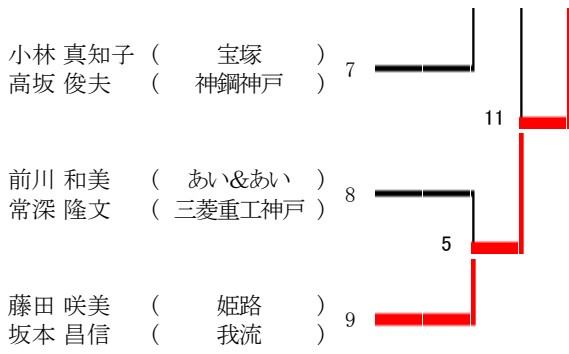 小林 真知子 ( 宝塚 ) 7
高坂 俊夫 ( 神鋼神戸 )
11
前川 和美 ( あい&あい ) 8
常深 隆文 ( 三菱重工神戸 )
5
藤田 咲美 ( 姫路 ) 9
坂本 昌信 ( 我流 )